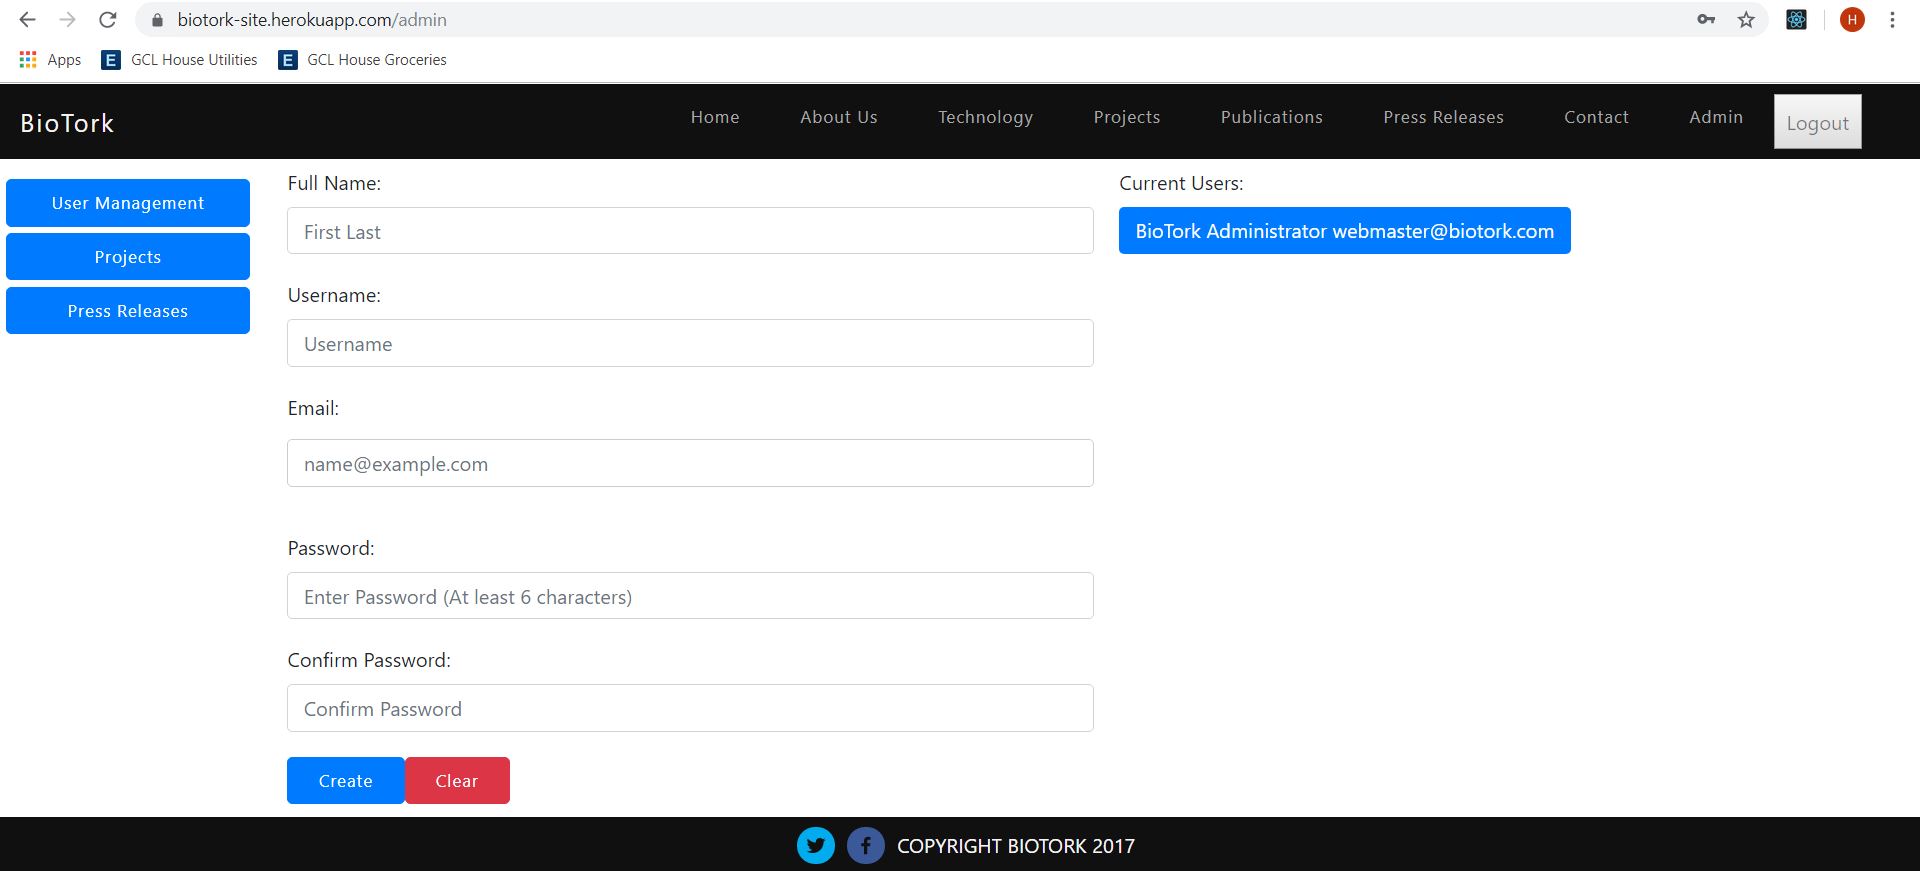 biotork-site.herokuapp.com/admin
H
Apps
E GCL House Utilities
E GCL House Groceries
BioTork
Home
About Us
Technology
Projects
Publications
Press Releases
Contact
Admin
Logout
User Management
Projects
Press Releases
Full Name:
First Last
Username:
Username
Email:
name@example.com
Password:
Enter Password (At least 6 characters)
Confirm Password:
Confirm Password
Create
Clear
Current Users:
BioTork Administrator webmaster@biotork.com
COPYRIGHT BIOTORK 2017